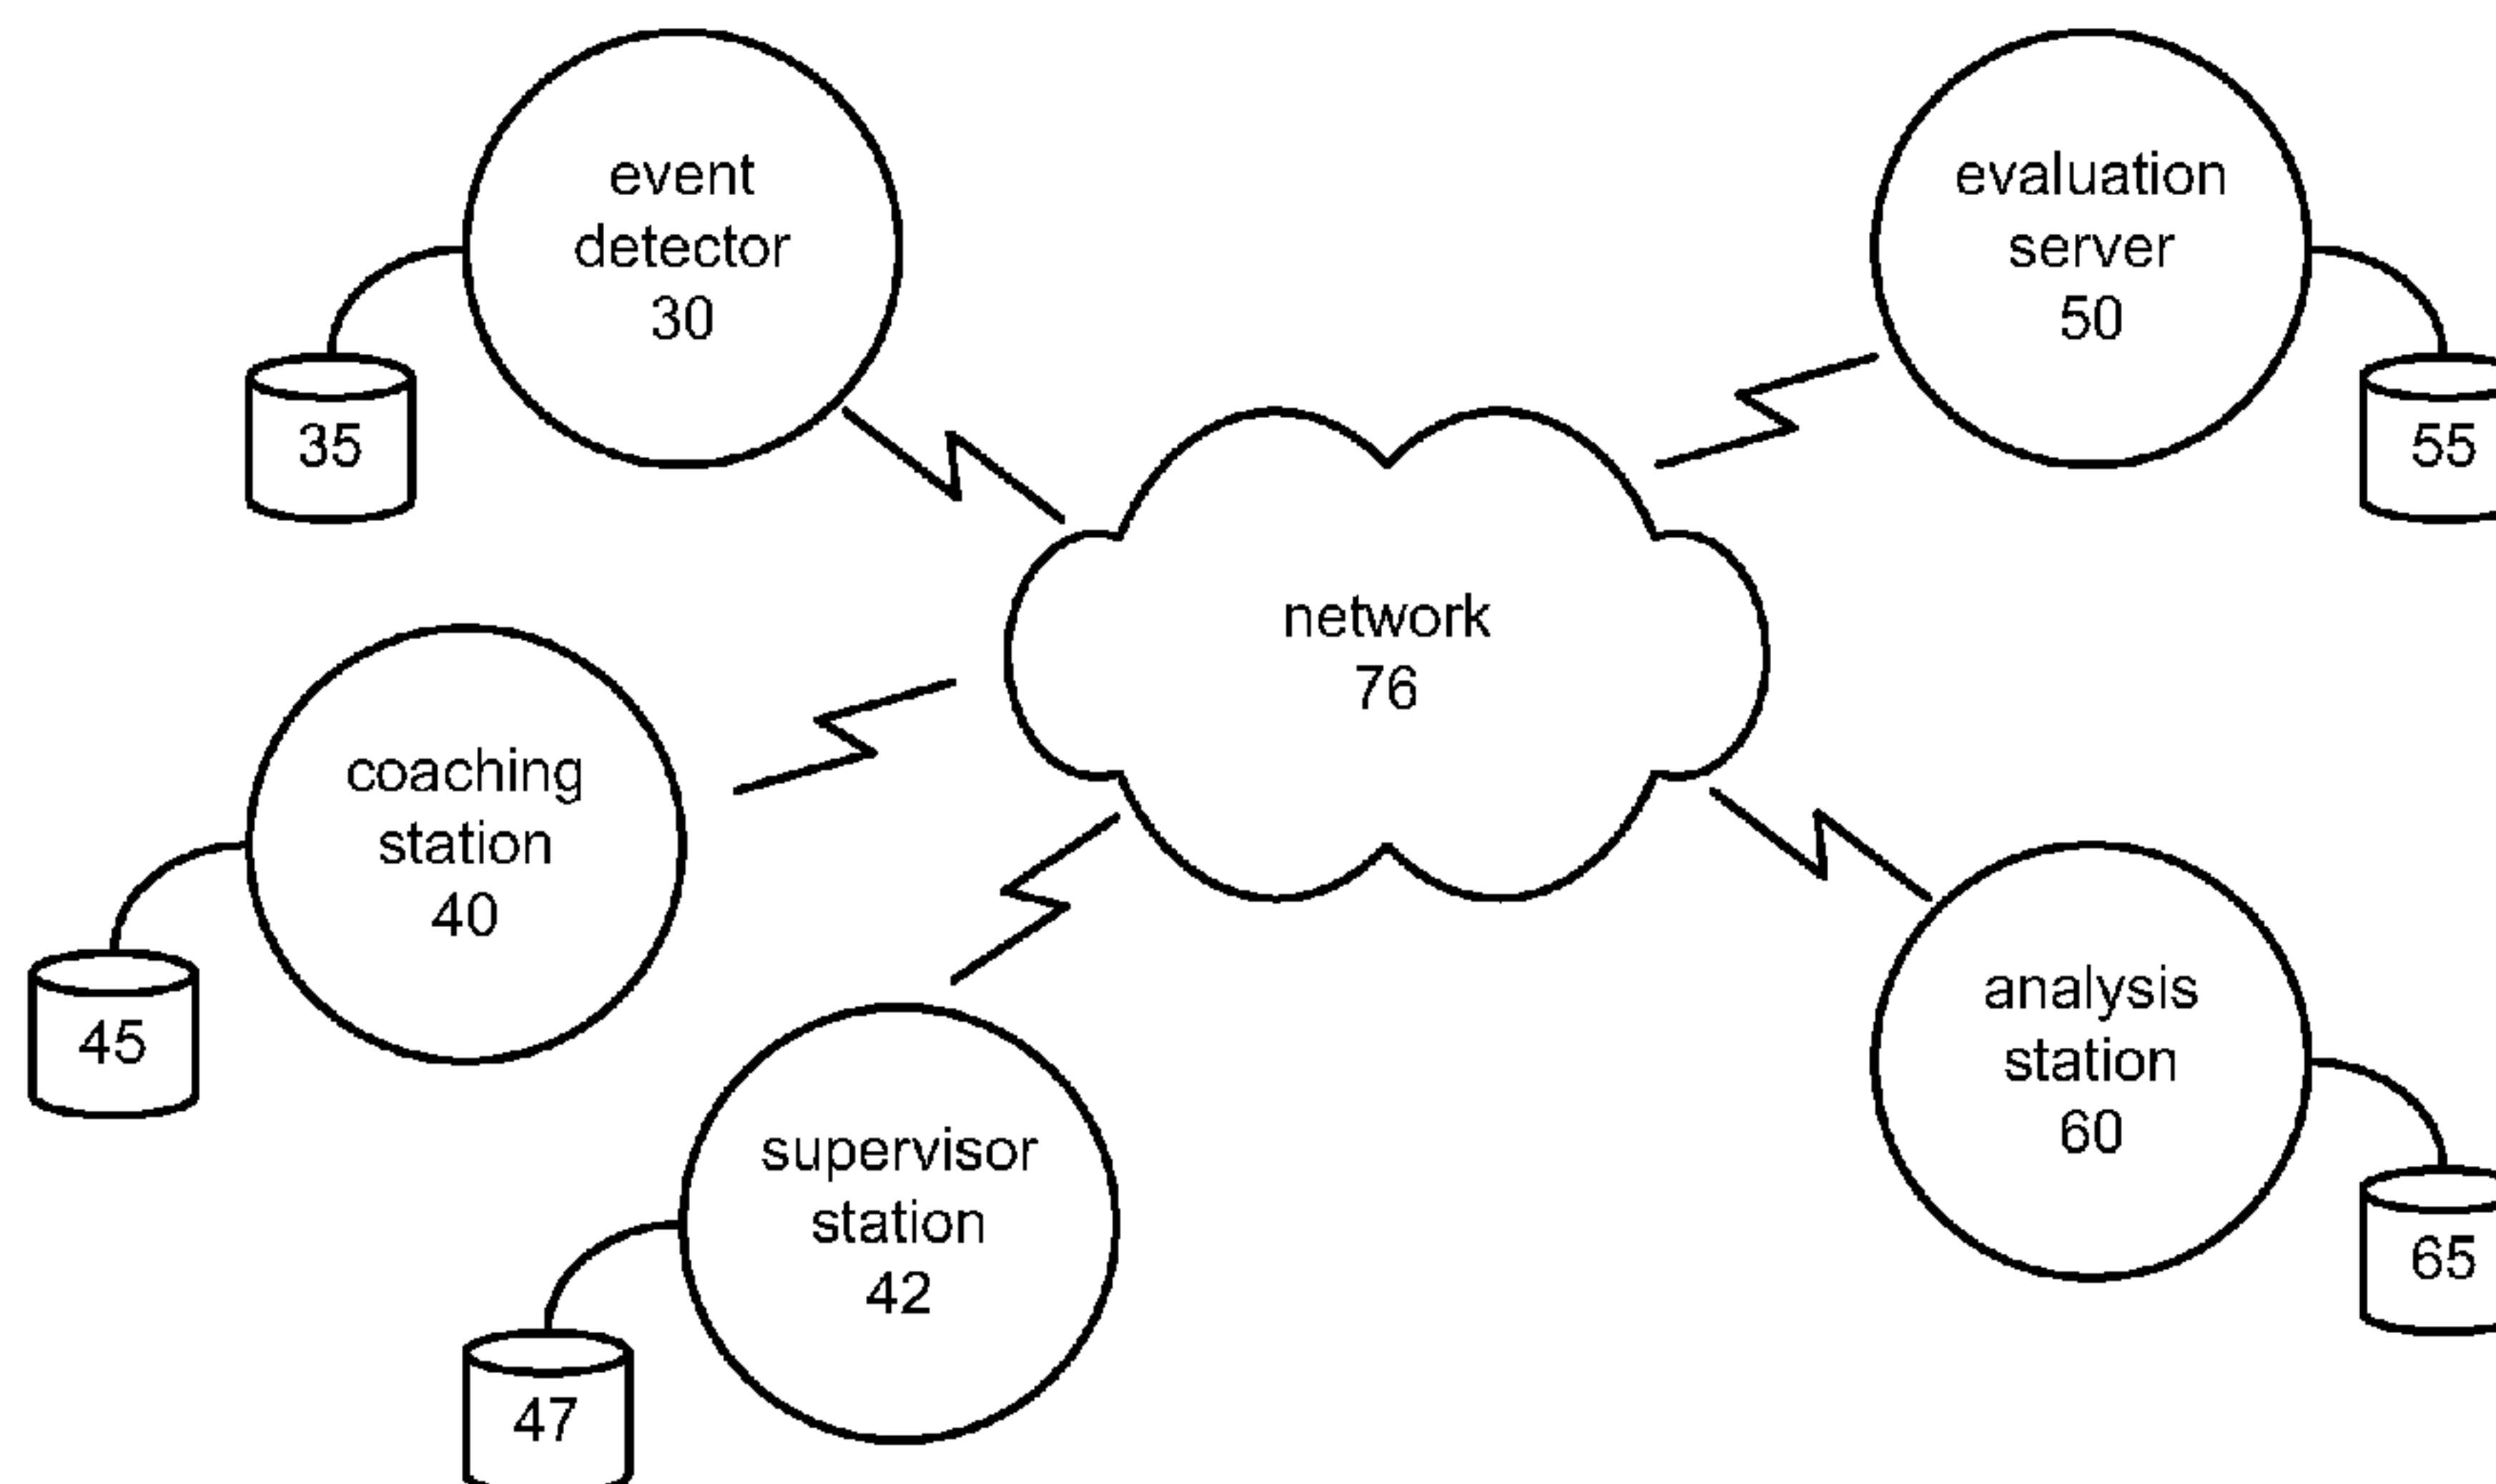 event
detector
30
35
evaluation
server
50
55
network
76
coaching
station
40
45
supervisor
station
42
47
analysis
station
60
65